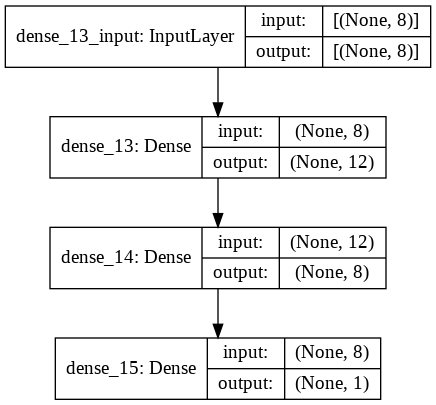 dense_13_input: InputLayer
input: [(None, 8)]
output: [(None, 8)]
dense_13: Dense
input: (None, 8)
output: (None, 12)
dense_14: Dense
input: (None, 12)
output: (None, 8)
dense_15: Dense
input: (None, 8)
output: (None, 1)